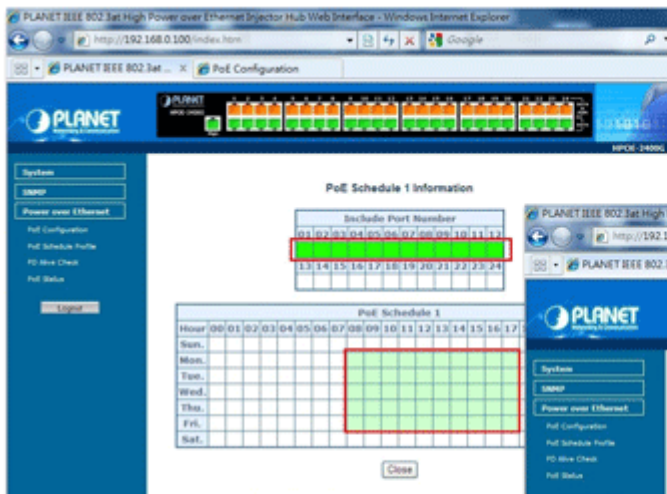 PLANET IEEE 802.3at High Power over Ethernet Injector Hub Web Interface - Windows Internet Explorer
http://192.168.0.100/index.htm
Google
PLANET IEEE 802.3at ...
PoE Configuration
PLANET
Networking & Communication
PLANET
HPOE-2400G
HPOE-2400G
System
SNMP
Power over Ethernet
PoE Configuration
PoE Schedule Profile
PD Alive Check
PoE Status
Logout
PoE Schedule 1 Information
Include Port Number
01 02 03 04 05 06 07 08 09 10 11 12
13 14 15 16 17 18 19 20 21 22 23 24
PoE Schedule 1
Hour 00 01 02 03 04 05 06 07 08 09 10 11 12 13 14 15 16 17
Sun.
Mon.
Tue.
Wed.
Thu.
Fri.
Sat.
Close
PLANET IEEE 802.3at High
http://192.1
PLANET IEEE 802.
PLANET
Networking & Communication
System
SNMP
Power over Ethernet
PoE Configuration
PoE Schedule Profile
PD Alive Check
PoE Status